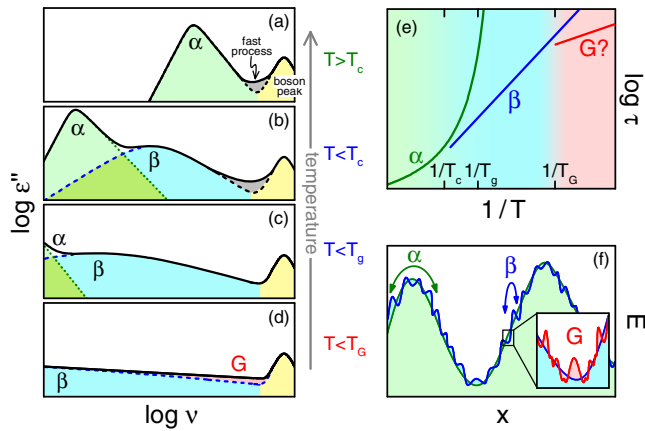 (a)
α
fast
process
boson
peak
T>Tc
(b)
α
β
T<Tc
(c)
α
β
T<Tg
(d)
β
G
T<TG
log ε"
log ν
temperature
(e)
α
β
G?
1/Tc 1/Tg 1/TG
1/T
log τ
(f)
α
β
G
E
x